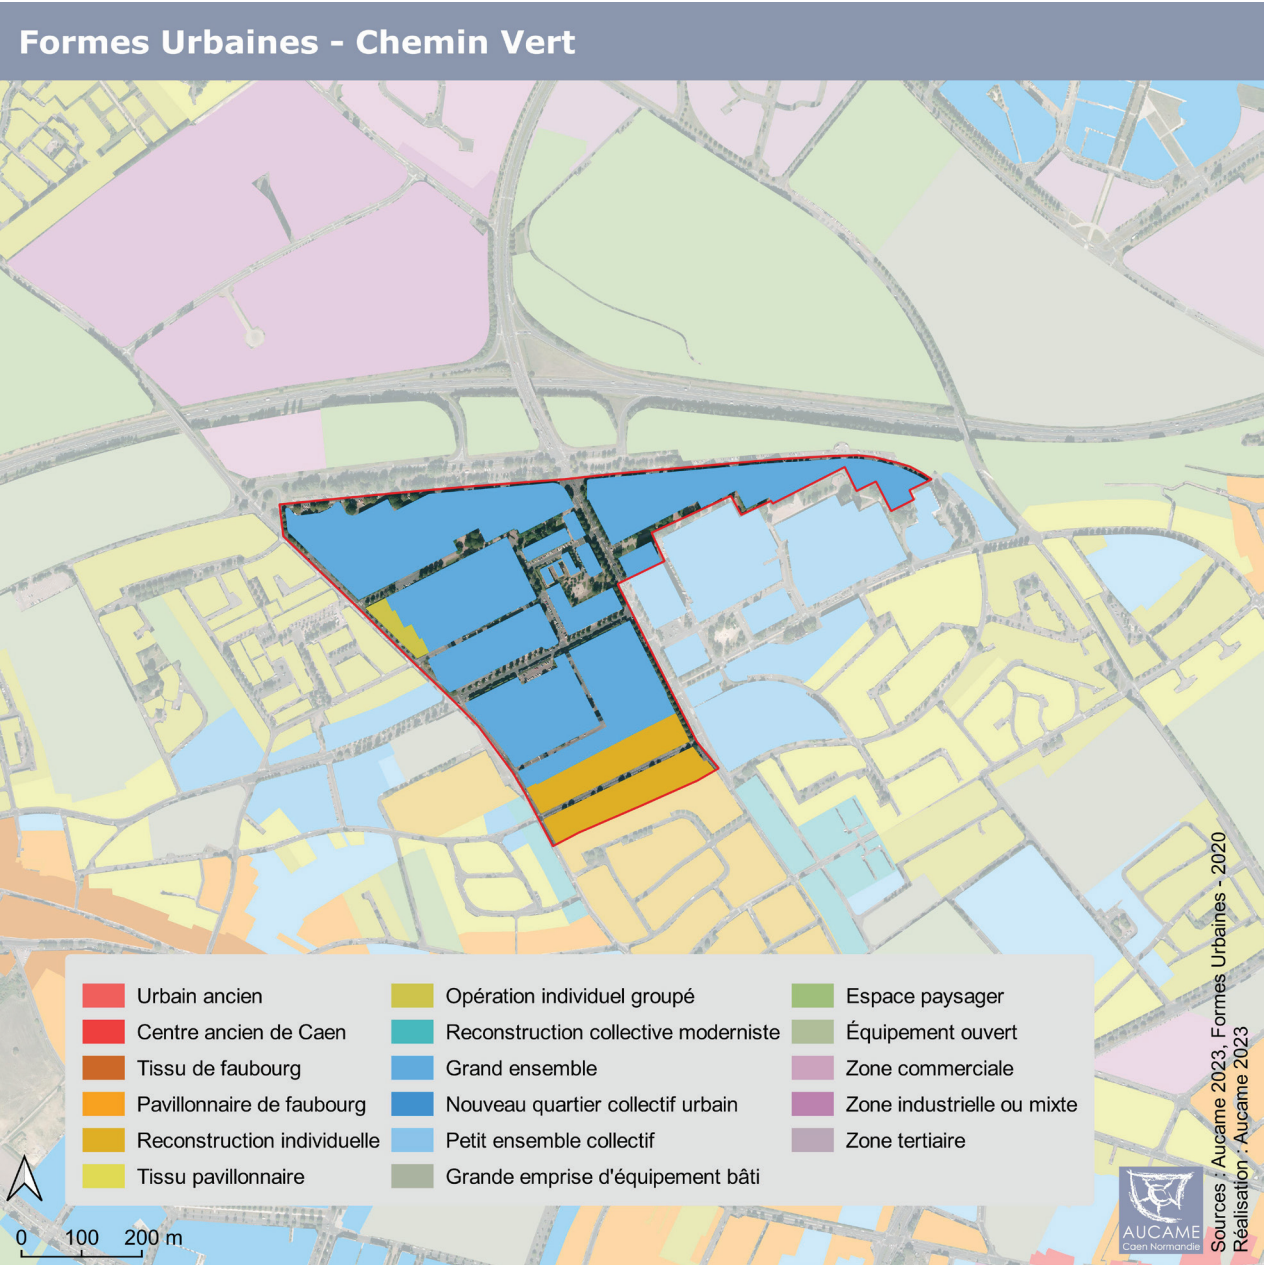 Formes Urbaines - Chemin Vert
Urbain ancien
Centre ancien de Caen
Tissu de faubourg
Pavillonnaire de faubourg
Reconstruction individuelle
Tissu pavillonnaire
Opération individuel groupé
Reconstruction collective moderniste
Grand ensemble
Nouveau quartier collectif urbain
Petit ensemble collectif
Grande emprise d'équipement bâti
Espace paysager
Équipement ouvert
Zone commerciale
Zone industrielle ou mixte
Zone tertiaire
0 100 200 m
AUCAME
Caen Normandie
Sources : Aucame 2023, Formes Urbaines - 2020
Réalisation : Aucame 2023